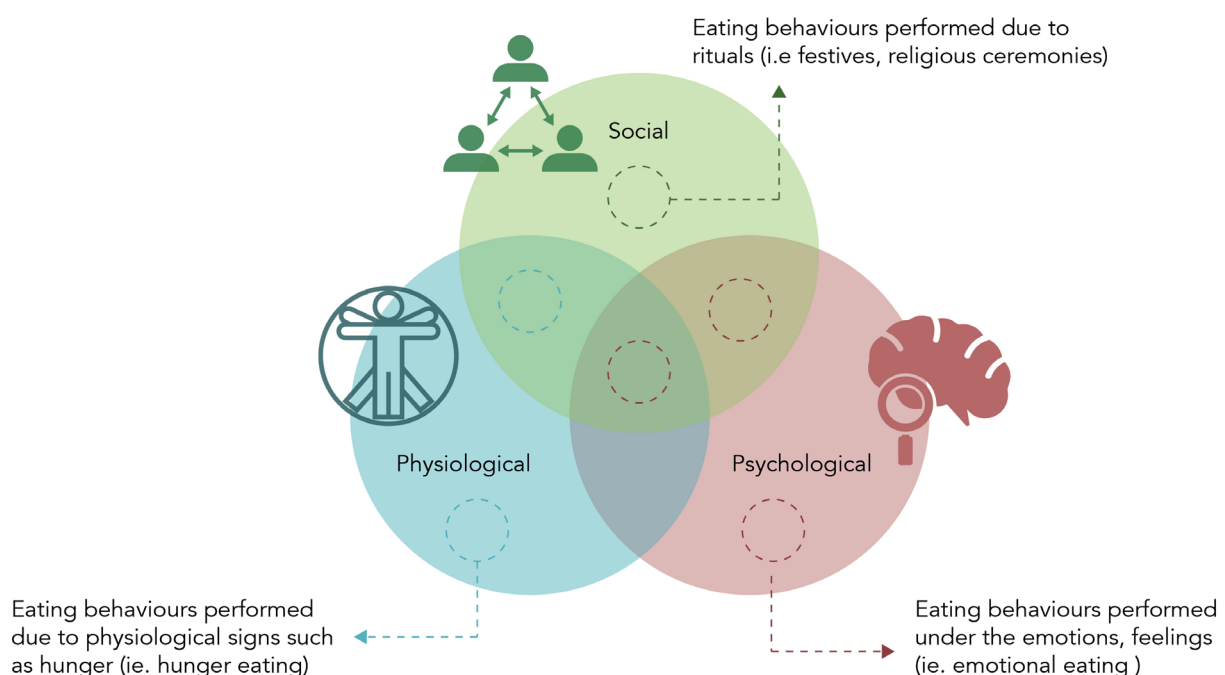 Eating behaviours performed due to
rituals (i.e festives, religious ceremonies)
Social
Physiological
Psychological
Eating behaviours performed
due to physiological signs such
as hunger (ie. hunger eating)
Eating behaviours performed
under the emotions, feelings
(ie. emotional eating )